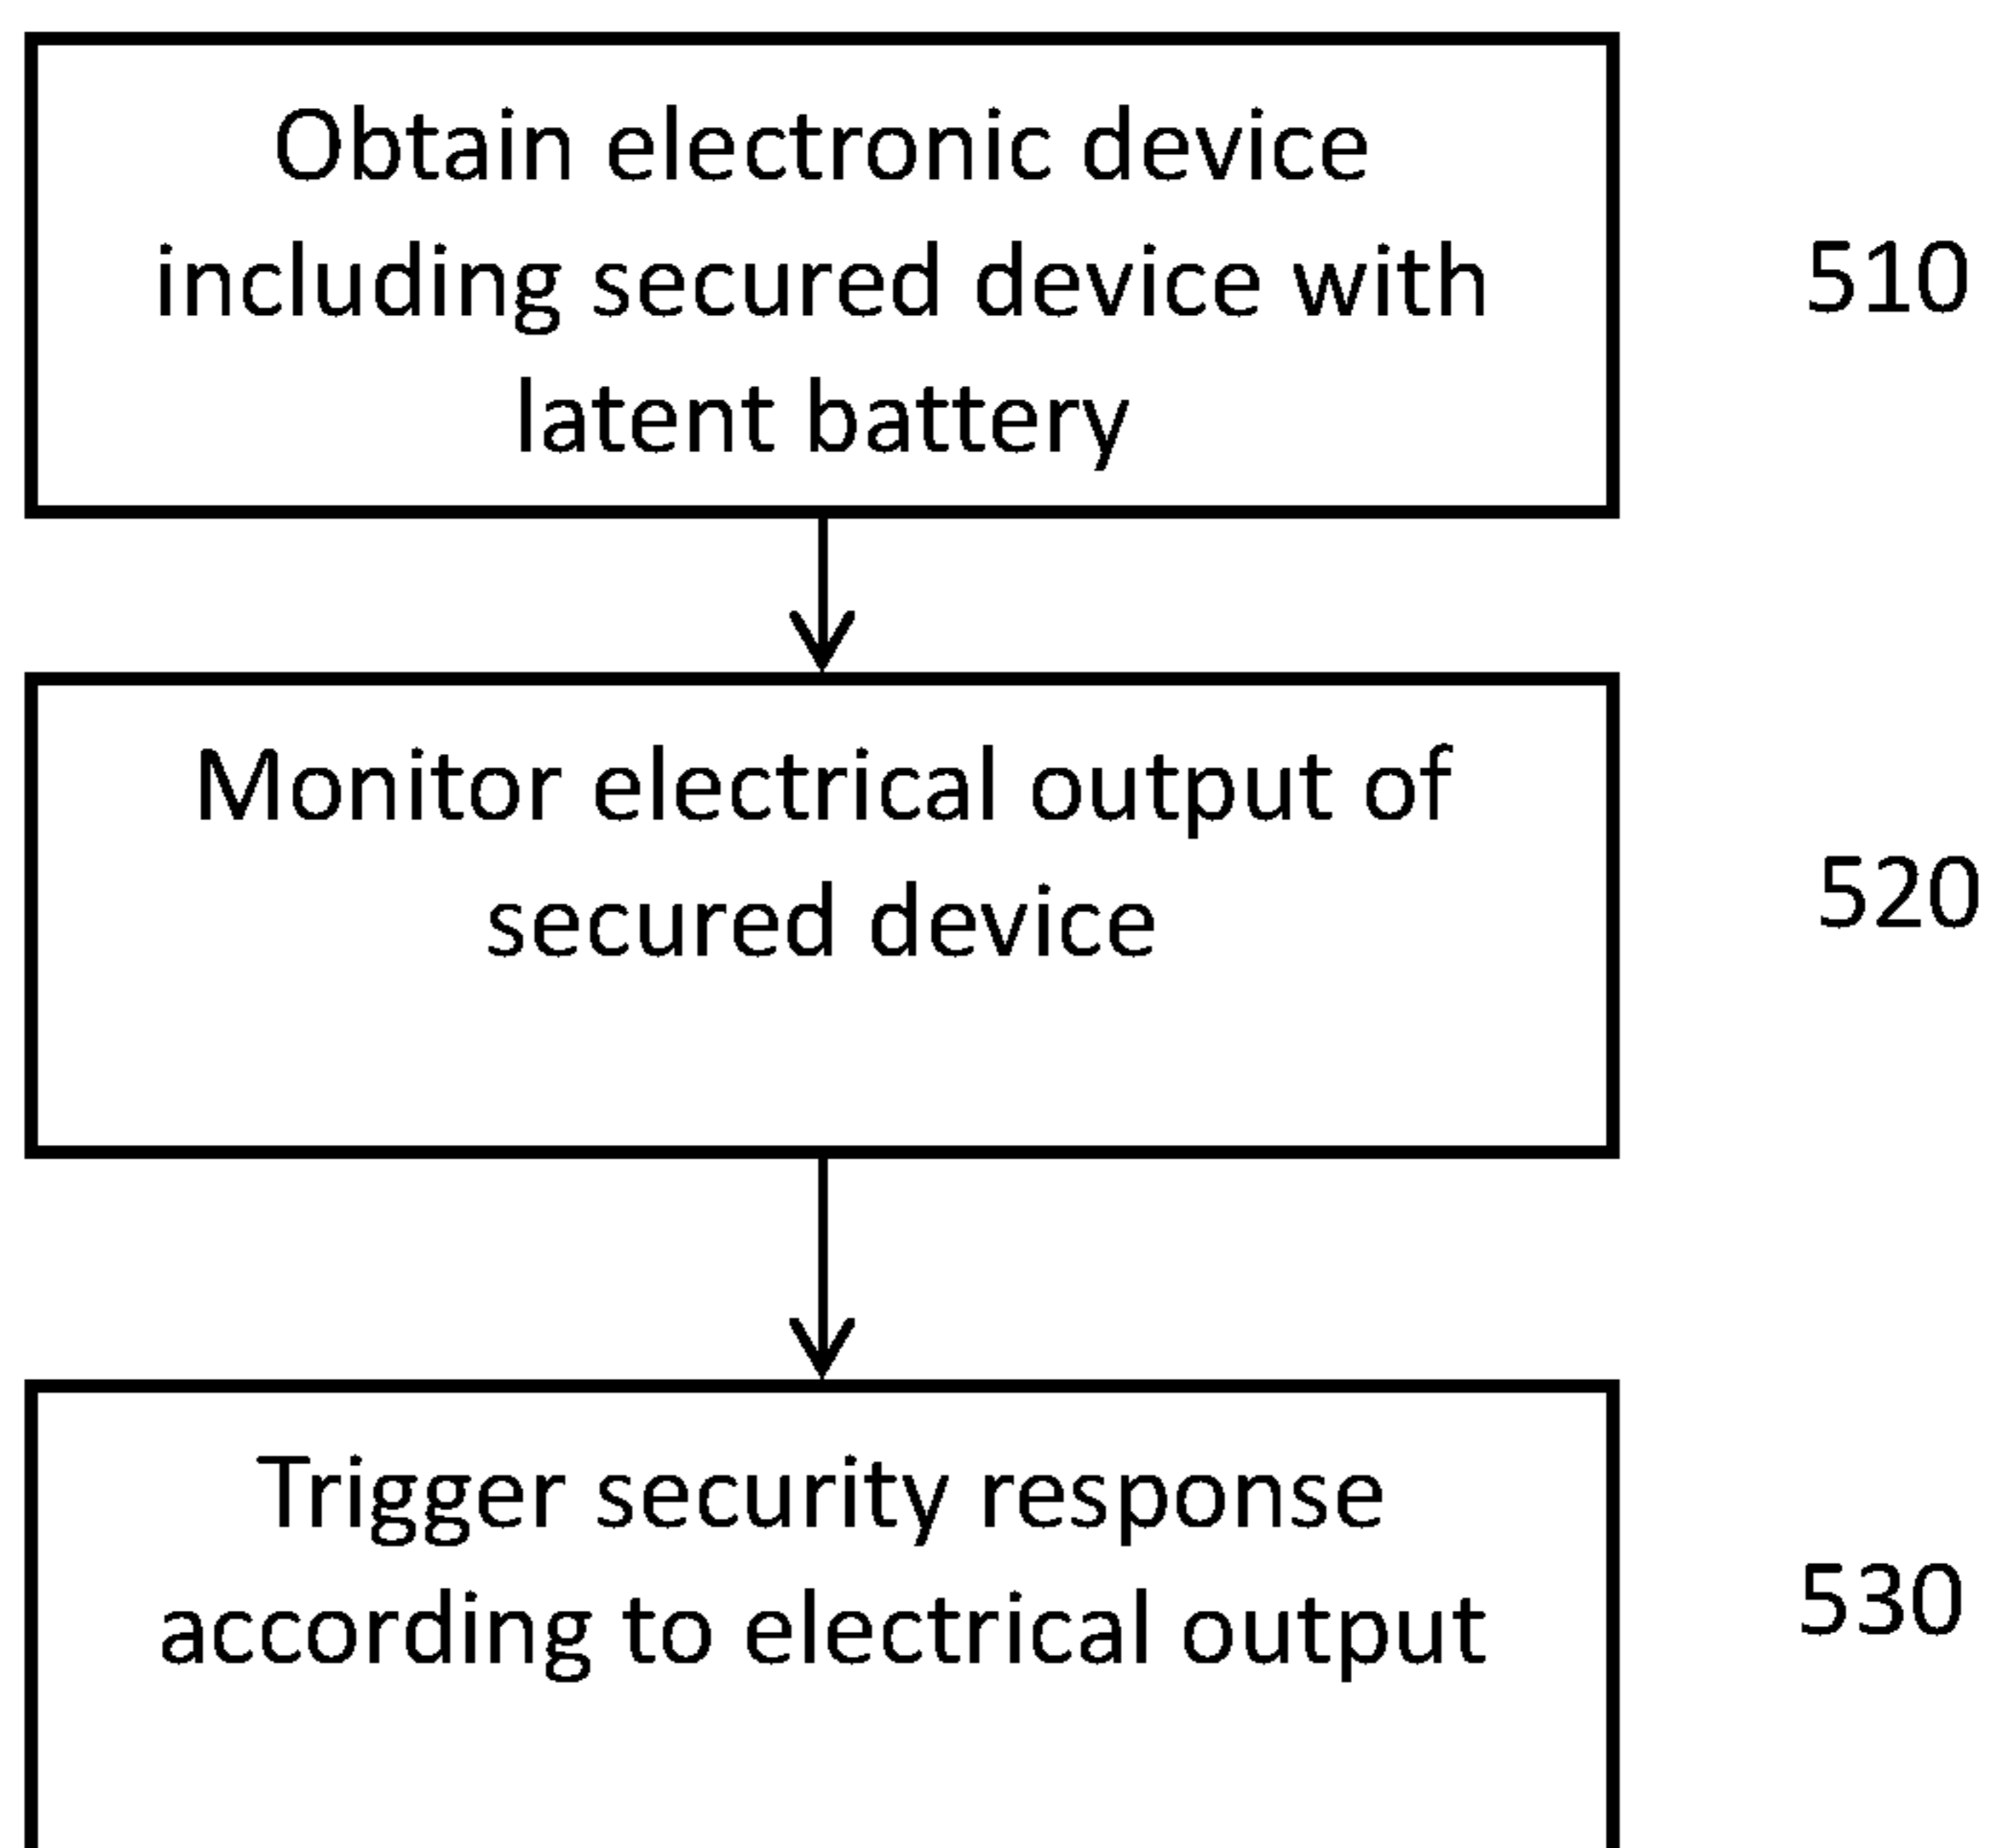 Obtain electronic device
including secured device with
latent battery
510
Monitor electrical output of
secured device
520
Trigger security response
according to electrical output
530